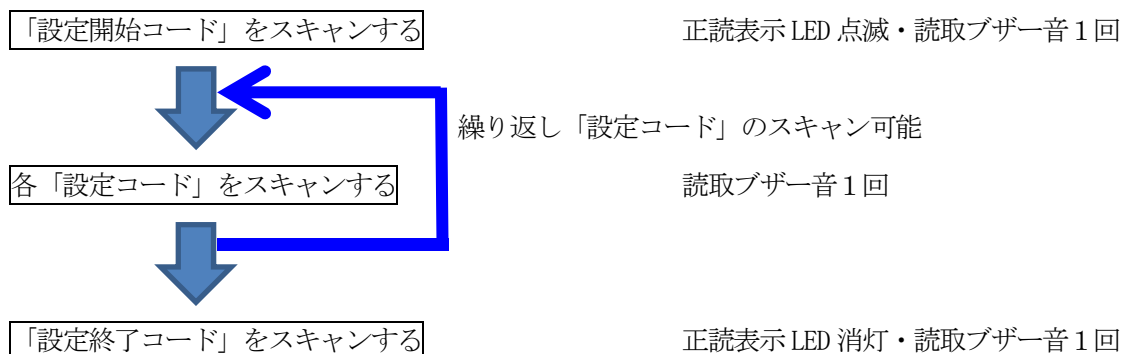 「設定開始コード」をスキャンする 正読表示 LED 点滅・読取ブザー音１回
繰り返し「設定コード」のスキャン可能
各「設定コード」をスキャンする 読取ブザー音１回
「設定終了コード」をスキャンする 正読表示 LED 消灯・読取ブザー音１回